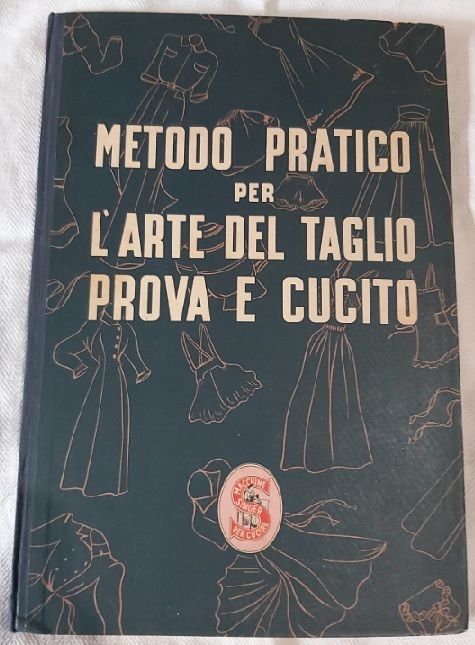 METODO PRATICO
PER
L'ARTE DEL TAGLIO
PROVA E CUCITO
MACCHINE
SINGER
PER CUCIRE